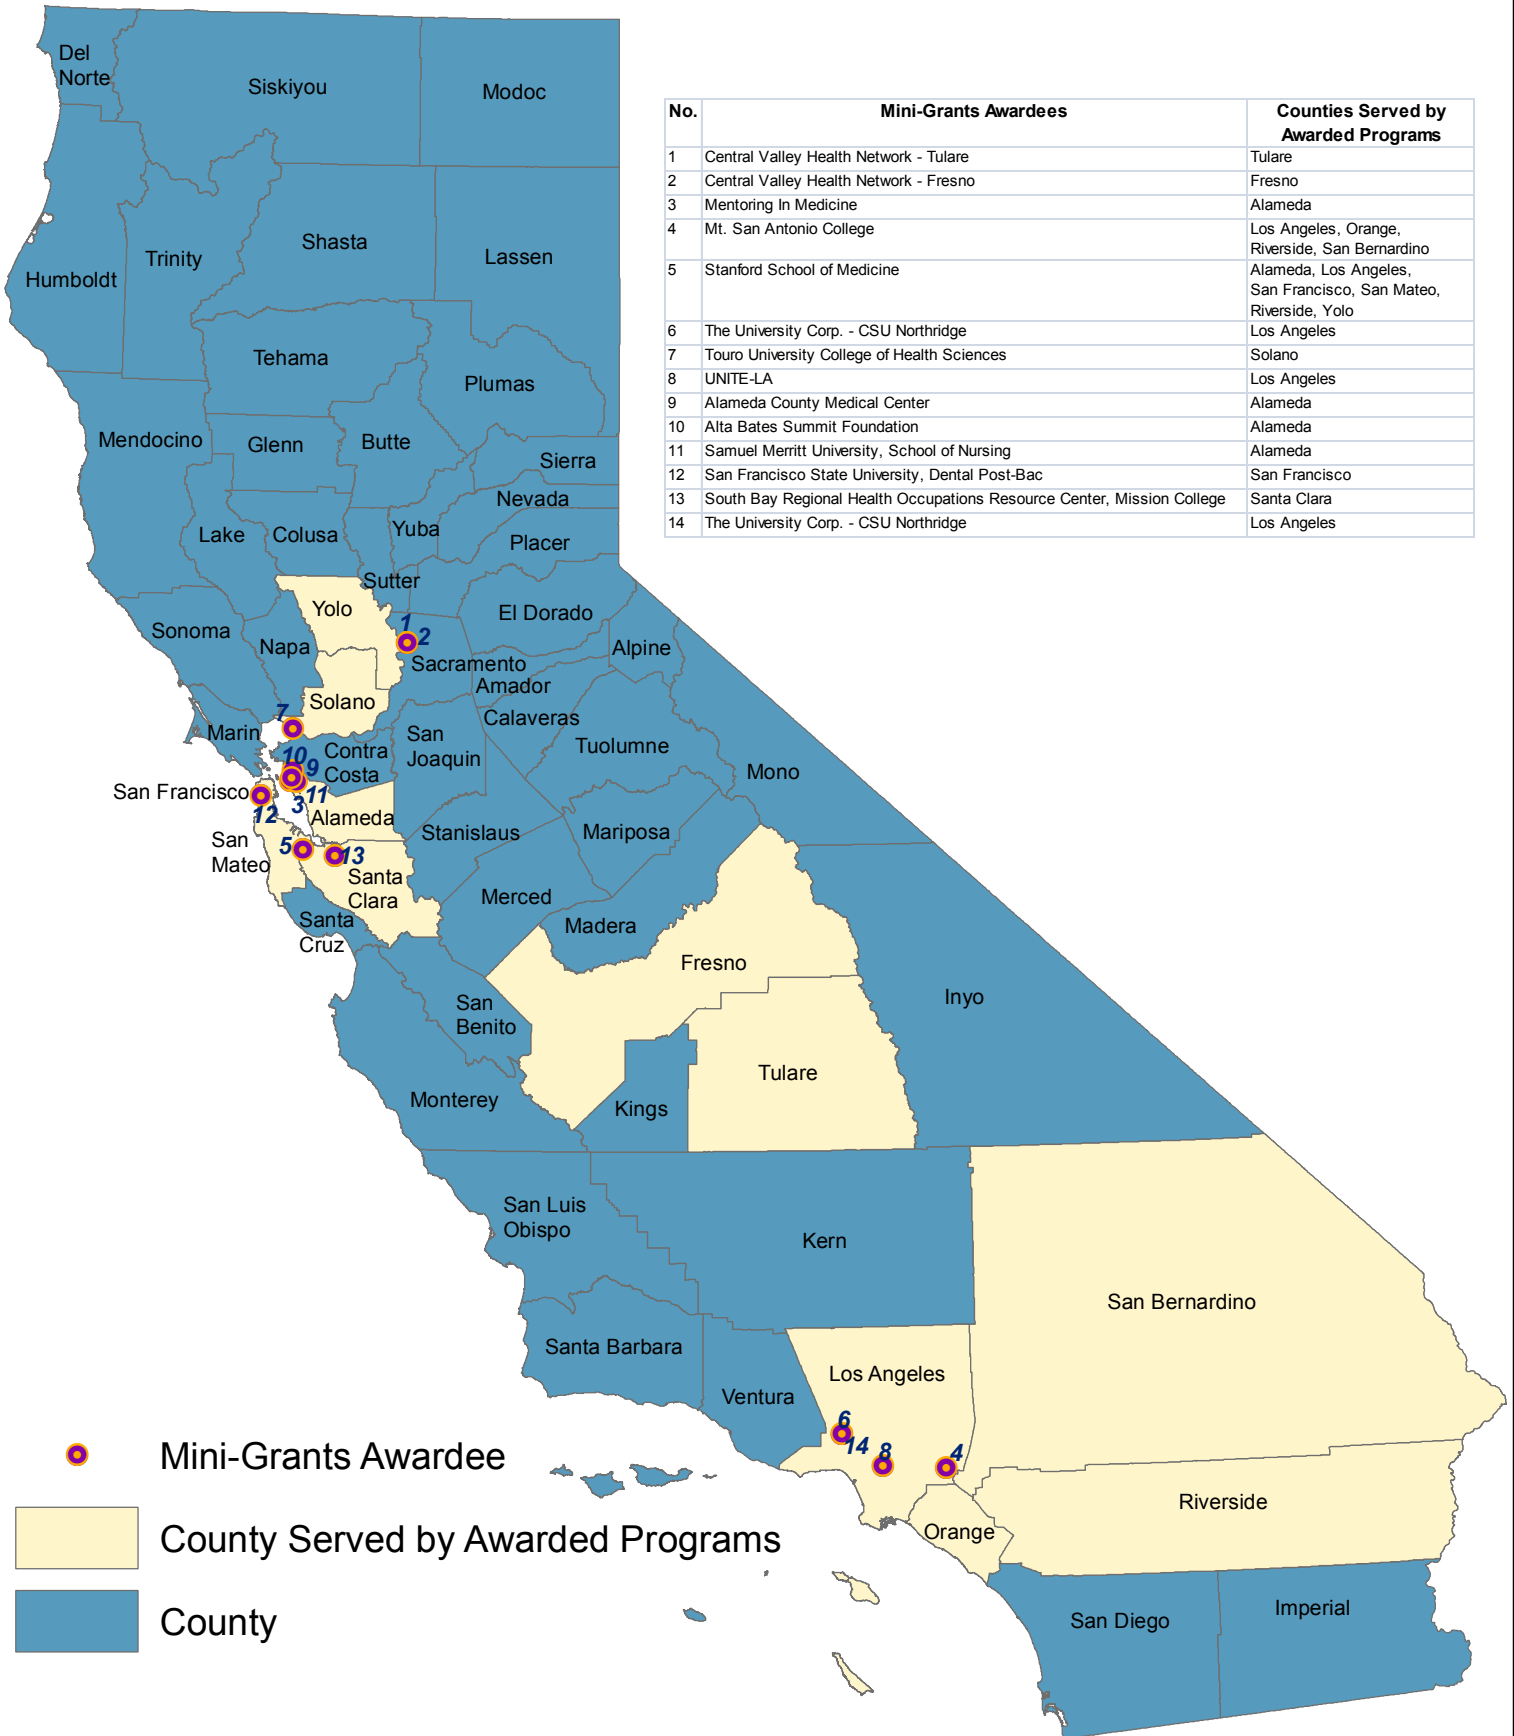 Del
Norte
Siskiyou
Modoc
No. Mini-Grants Awardees Counties Served by
Awarded Programs
1 Central Valley Health Network - Tulare Tulare
2 Central Valley Health Network - Fresno Fresno
3 Mentoring In Medicine Alameda
4 Mt. San Antonio College Los Angeles, Orange,
Riverside, San Bernardino
5 Stanford School of Medicine Alameda, Los Angeles,
San Francisco, San Mateo,
Riverside, Yolo
6 The University Corp. - CSU Northridge Los Angeles
7 Touro University College of Health Sciences Solano
8 UNITE-LA Los Angeles
9 Alameda County Medical Center Alameda
10 Alta Bates Summit Foundation Alameda
11 Samuel Merritt University, School of Nursing Alameda
12 San Francisco State University, Dental Post-Bac San Francisco
13 South Bay Regional Health Occupations Resource Center, Mission College Santa Clara
14 The University Corp. - CSU Northridge Los Angeles
Humboldt
Trinity
Shasta
Lassen
Tehama
Plumas
Mendocino
Glenn
Butte
Sierra
Nevada
Lake
Colusa
Yuba
Placer
Sutter
Yolo
El Dorado
Sonoma
Napa
1
2
Sacramento
Alpine
Amador
Solano
Calaveras
7
Marin
Contra
Costa
San
Joaquin
Tuolumne
Mono
10
9
San Francisco
12
3
11
Alameda
Stanislaus
Mariposa
San
Mateo
5
13
Santa
Clara
Merced
Santa
Cruz
Madera
Fresno
Inyo
San
Benito
Tulare
Monterey
Kings
San Luis
Obispo
Kern
San Bernardino
Santa Barbara
Los Angeles
Ventura
6
14
8
4
Riverside
Orange
San Diego
Imperial
Mini-Grants Awardee
County Served by Awarded Programs
County